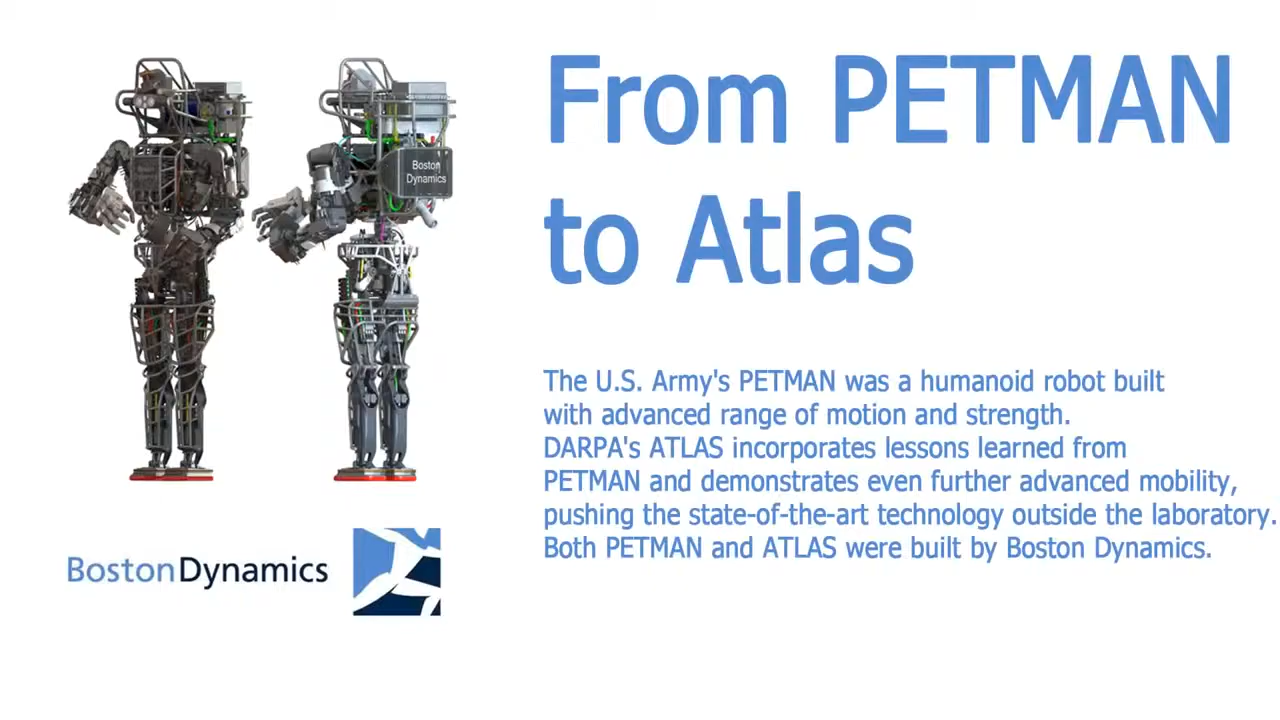 From PETMAN
to Atlas
Boston
Dynamics
The U.S. Army's PETMAN was a humanoid robot built
with advanced range of motion and strength.
DARPA's ATLAS incorporates lessons learned from
PETMAN and demonstrates even further advanced mobility,
pushing the state-of-the-art technology outside the laboratory.
Both PETMAN and ATLAS were built by Boston Dynamics.
BostonDynamics